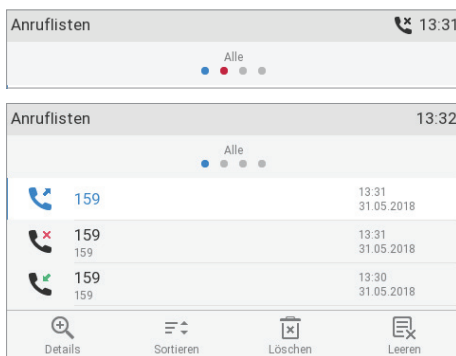 Anruflisten 13:31
Alle
Anruflisten 13:32
Alle
159 13:31
31.05.2018
159 13:31
159 31.05.2018
159 13:30
159 31.05.2018
Details Sortieren Löschen Leeren